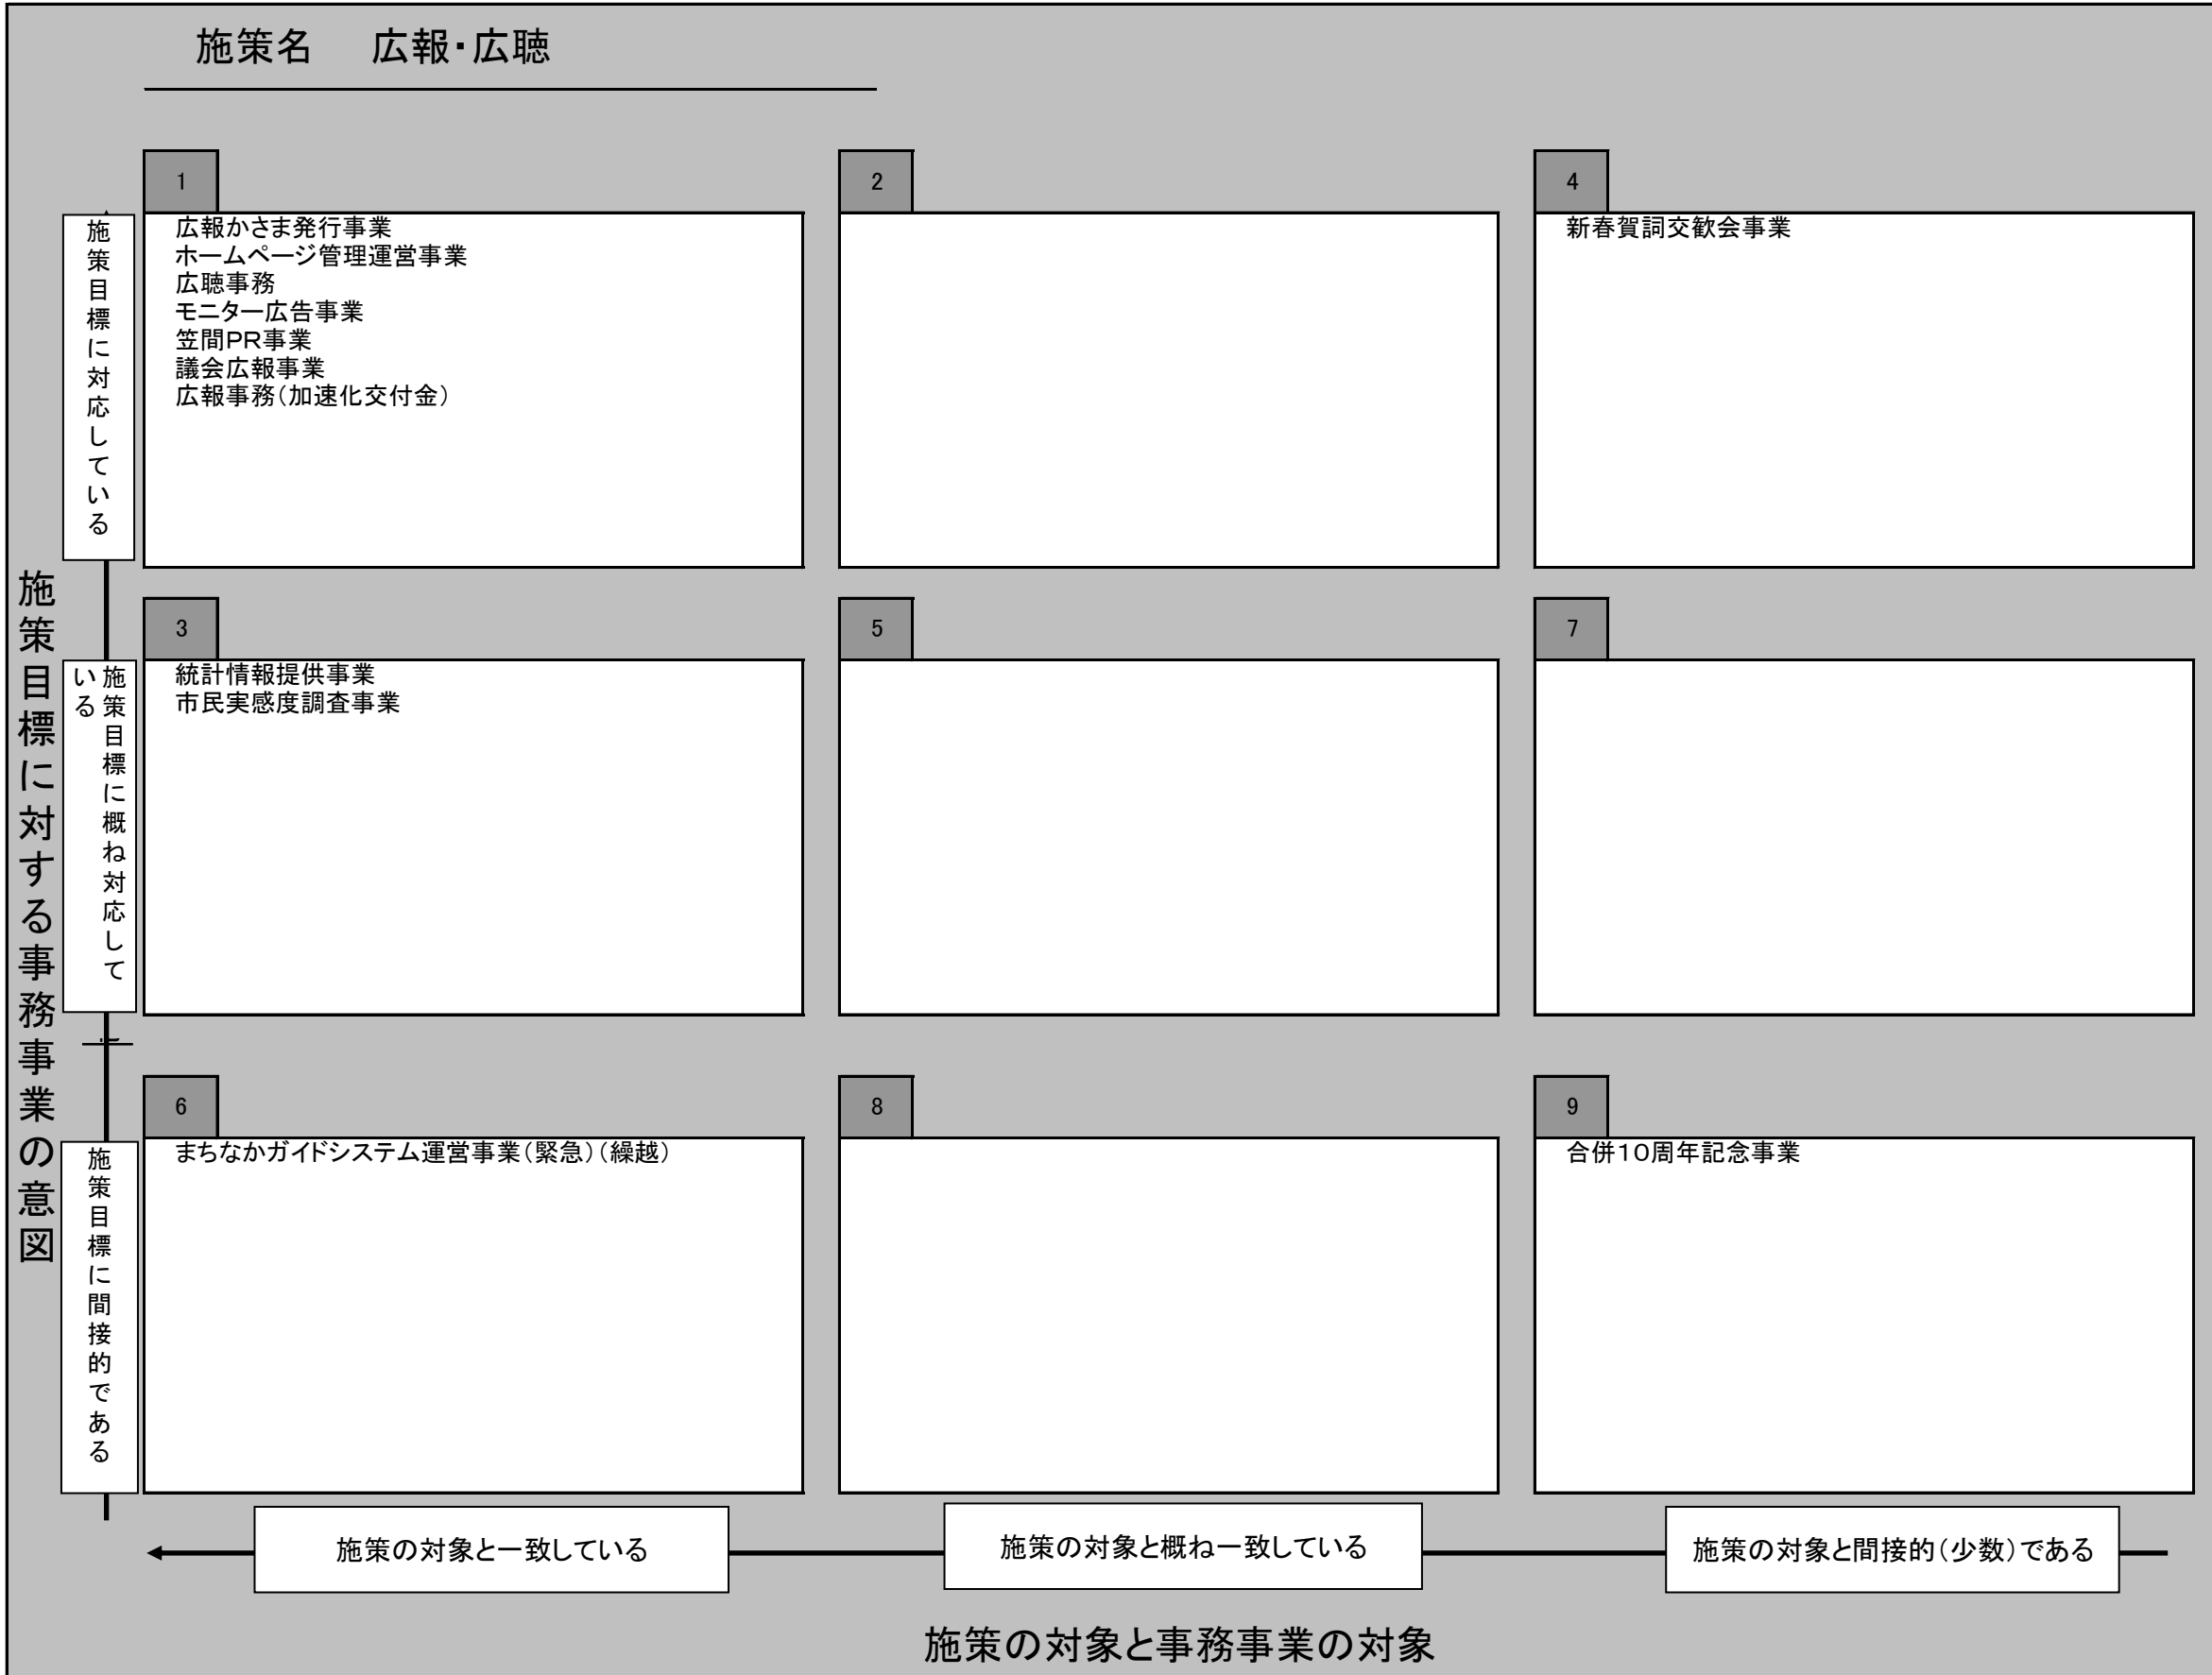 施策名　広報・広聴
1
2
4
広報かさま発行事業
ホームページ管理運営事業
広聴事務
モニター広告事業
笠間PR事業
議会広報事業
広報事務（加速化交付金）
新春賀詞交歓会事業
施策目標に対応している
施策目標に対する事務事業の意図
3
5
7
統計情報提供事業
市民実感度調査事業
施策目標に概ね対応して
いる
6
8
9
まちなかガイドシステム運営事業（緊急）（繰越）
合併１０周年記念事業
施策目標に間接的である
施策の対象と一致している
施策の対象と概ね一致している
施策の対象と間接的（少数）である
施策の対象と事務事業の対象